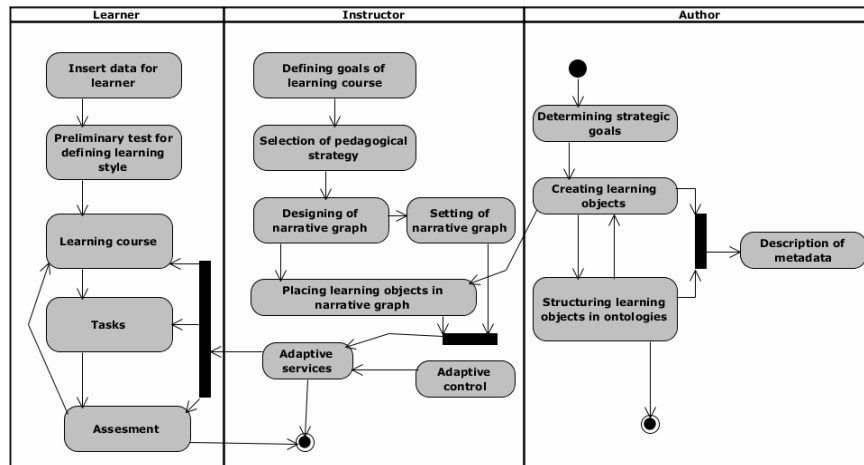 Learner
Instructor
Author
Insert data for
learner
Preliminary test for
defining learning
style
Learning course
Tasks
Assesment
Defining goals of
learning course
Selection of pedagogical
strategy
Designing of
narrative graph
Setting of
narrative graph
Placing learning objects in
narrative graph
Adaptive
services
Adaptive
control
Determining strategic
goals
Creating learning
objects
Structuring learning
objects in ontologies
Description of
metadata